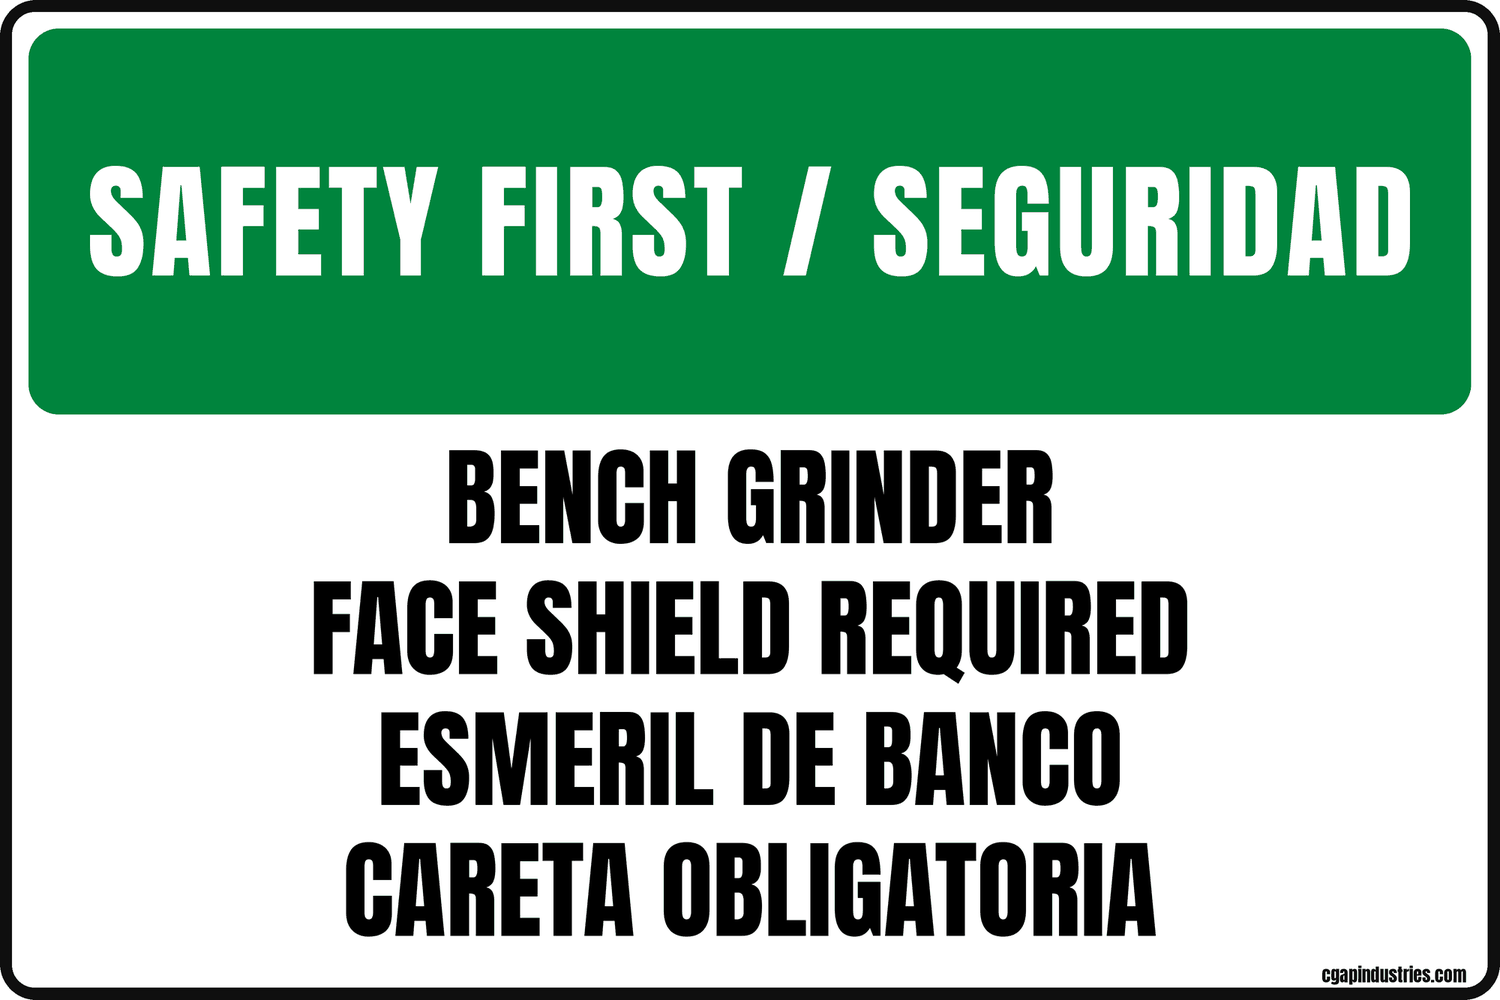 SAFETY FIRST / SEGURIDAD
BENCH GRINDER
FACE SHIELD REQUIRED
ESMERIL DE BANCO
CARETA OBLIGATORIA
cgapindustries.com